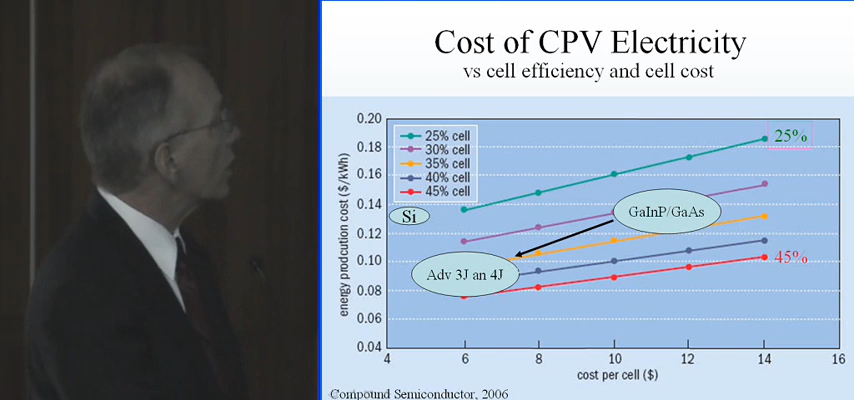 Cost of CPV Electricity
vs cell efficiency and cell cost
0.20
0.18
0.16
0.14
0.12
0.10
0.08
0.06
0.04
energy prodcution cost ($/kWh)
25% cell
30% cell
35% cell
40% cell
45% cell
25%
Si
GaInP/GaAs
Adv 3J an 4J
45%
4
6
8
10
12
14
16
cost per cell ($)
Compound Semiconductor, 2006